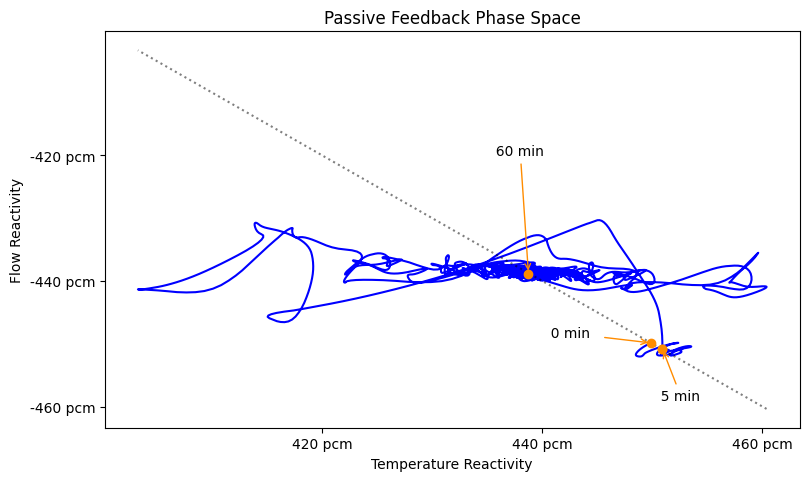 Passive Feedback Phase Space
Flow Reactivity
-420 pcm
-440 pcm
-460 pcm
60 min
0 min
5 min
420 pcm
440 pcm
460 pcm
Temperature Reactivity